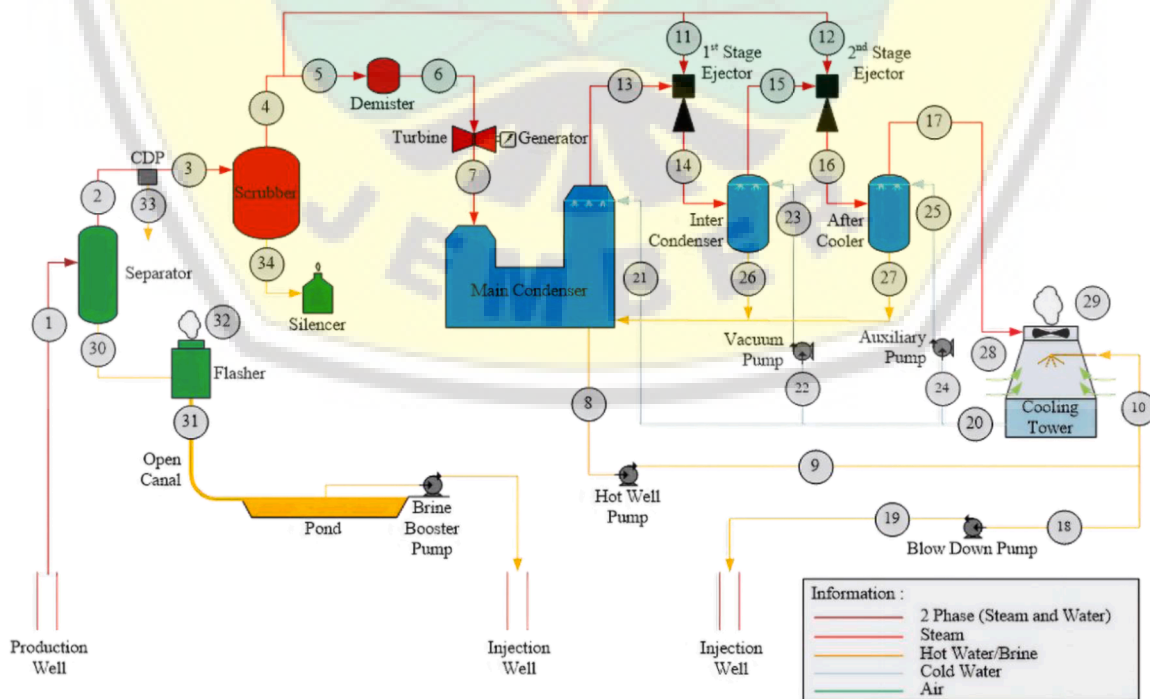 11
12
1st Stage
Ejector
2nd Stage
Ejector
5
6
13
15
Demister
4
17
Turbine
Generator
CDP
3
7
14
16
2
Scrubber
33
23
25
Inter
Condenser
After
Cooler
34
Separator
21
26
27
Main Condenser
Silencer
1
32
30
Flasher
Vacuum
Pump
Auxiliary
Pump
29
28
22
24
8
31
20
Cooling
Tower
10
Open
Canal
9
Hot Well
Pump
Pond
Brine
Booster
Pump
19
18
Blow Down Pump
Production
Well
Injection
Well
Injection
Well
Information :
2 Phase (Steam and Water)
Steam
Hot Water/Brine
Cold Water
Air
JEMBER